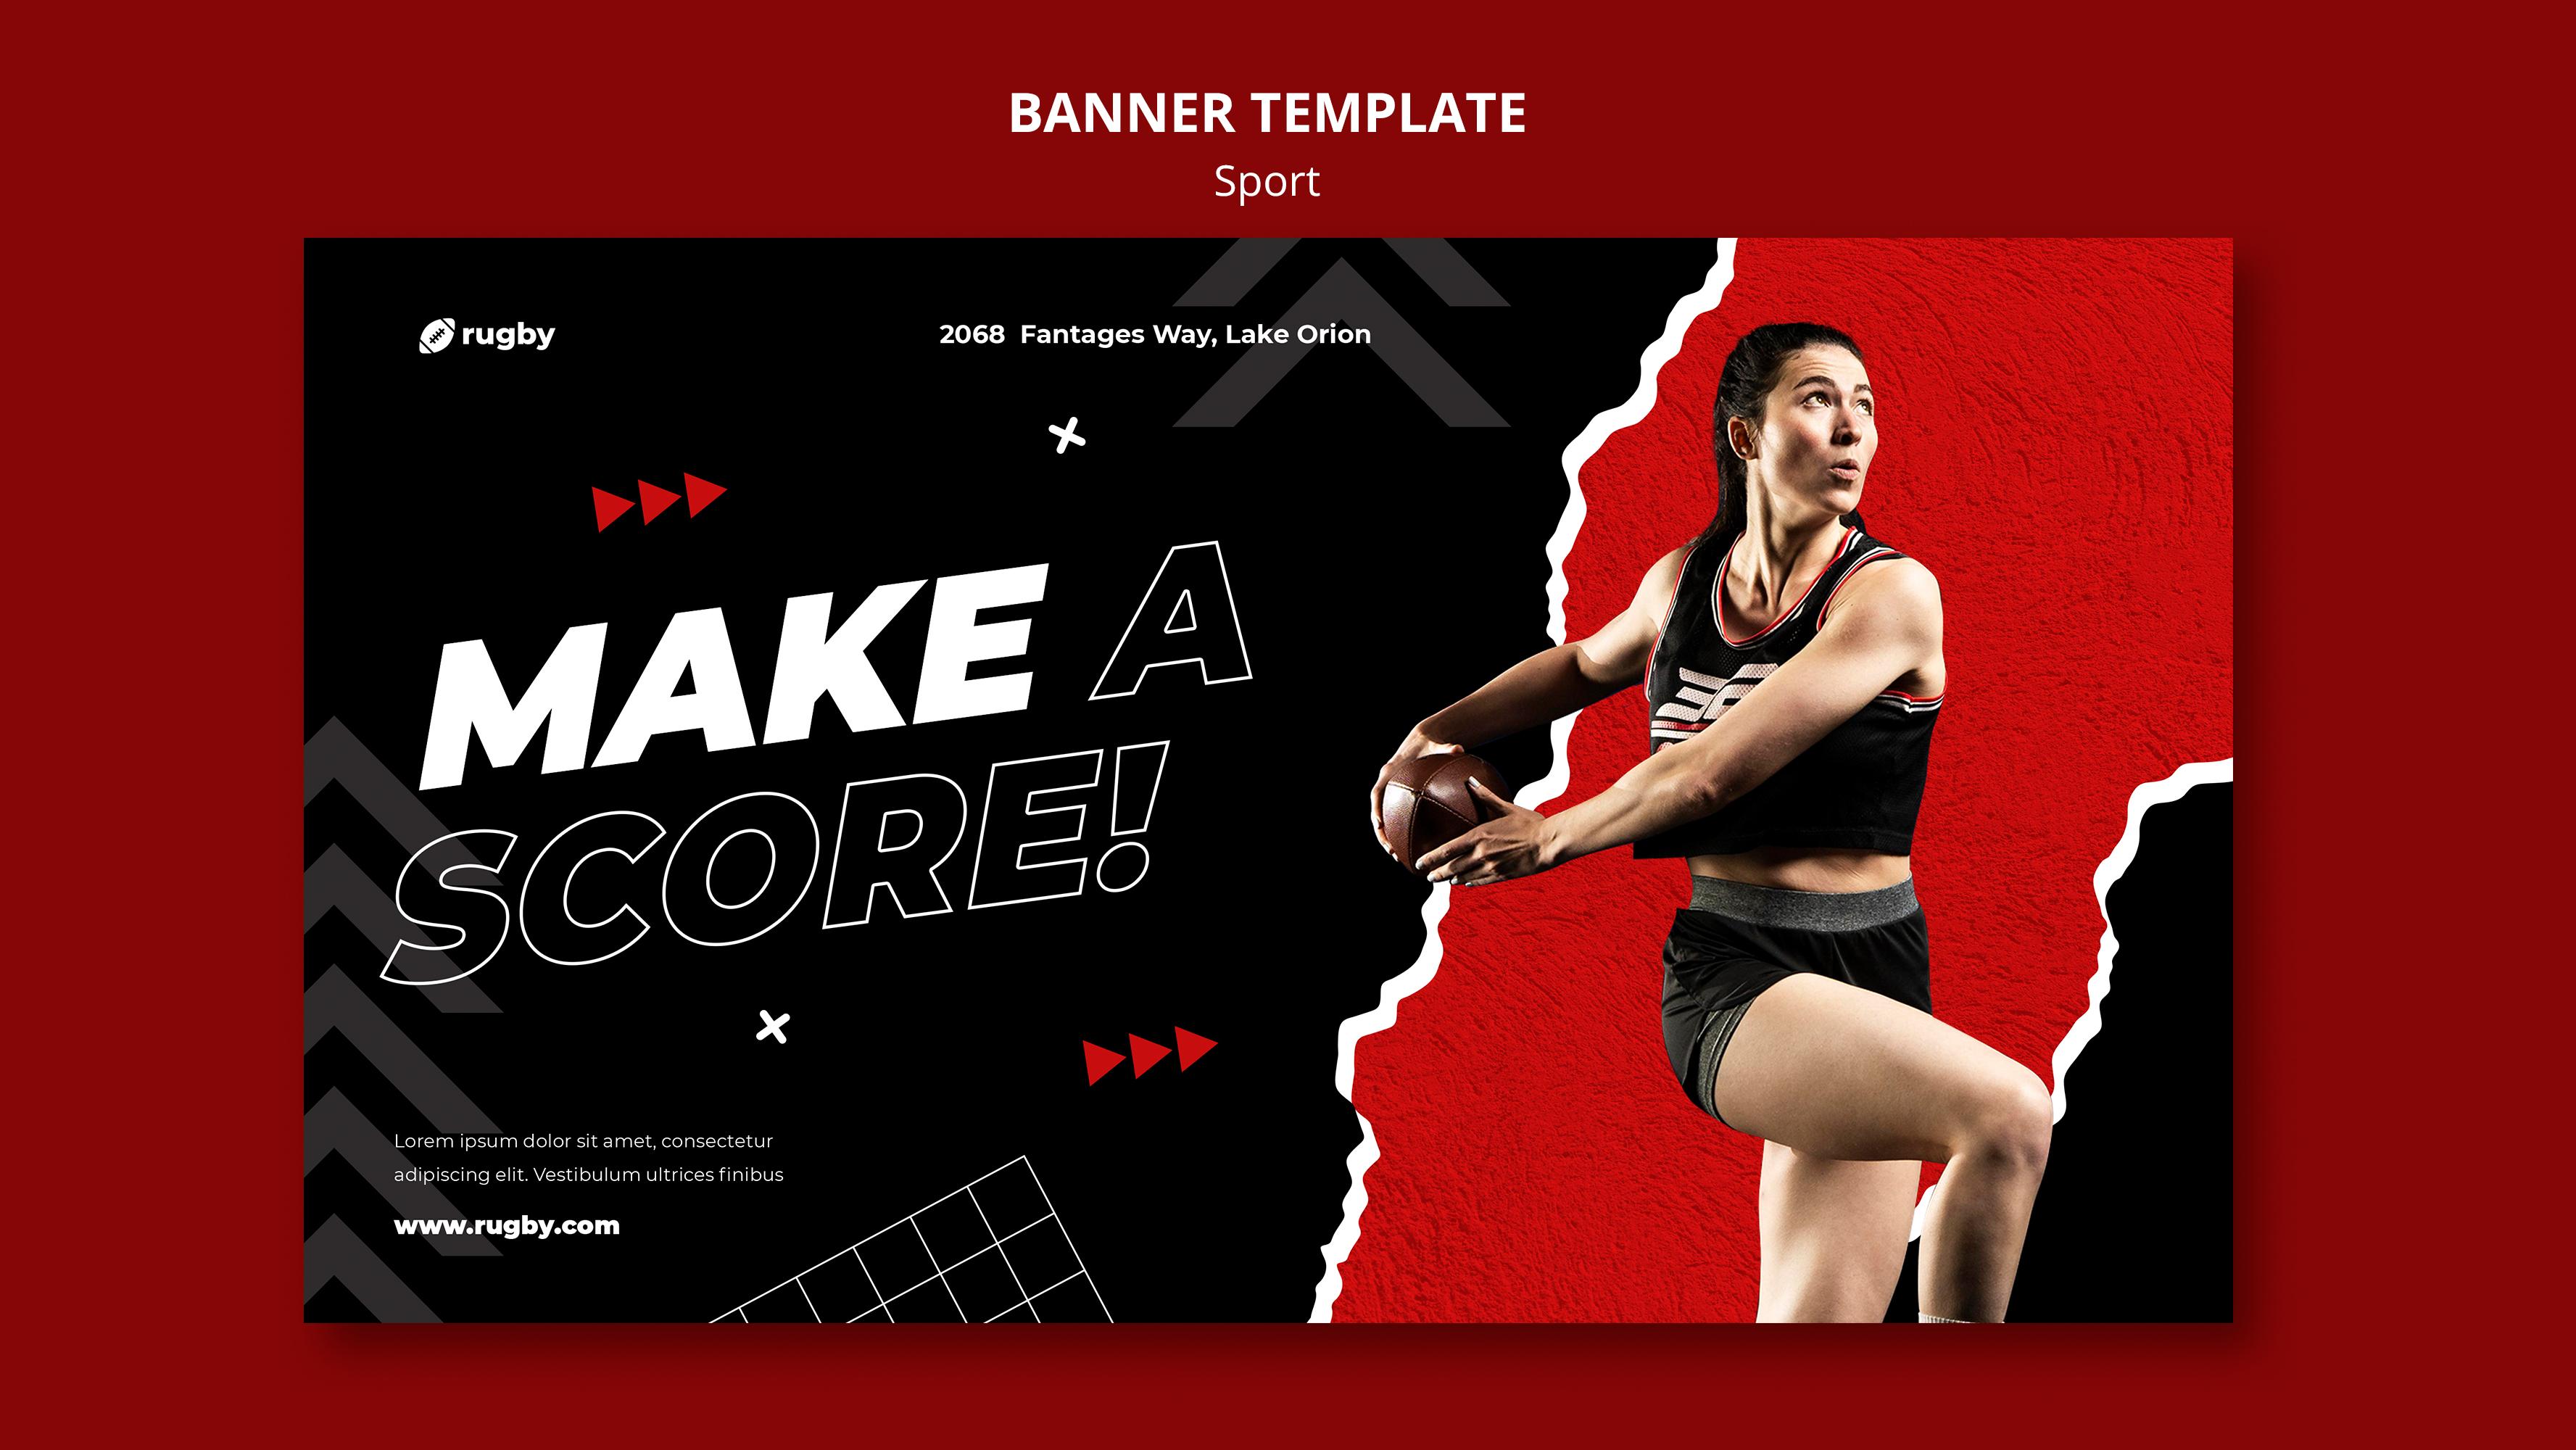 BANNER TEMPLATE
Sport
rugby
2068 Fantages Way, Lake Orion
MAKE A
SCORE!
Lorem ipsum dolor sit amet, consectetur
adipiscing elit. Vestibulum ultrices finibus
www.rugby.com